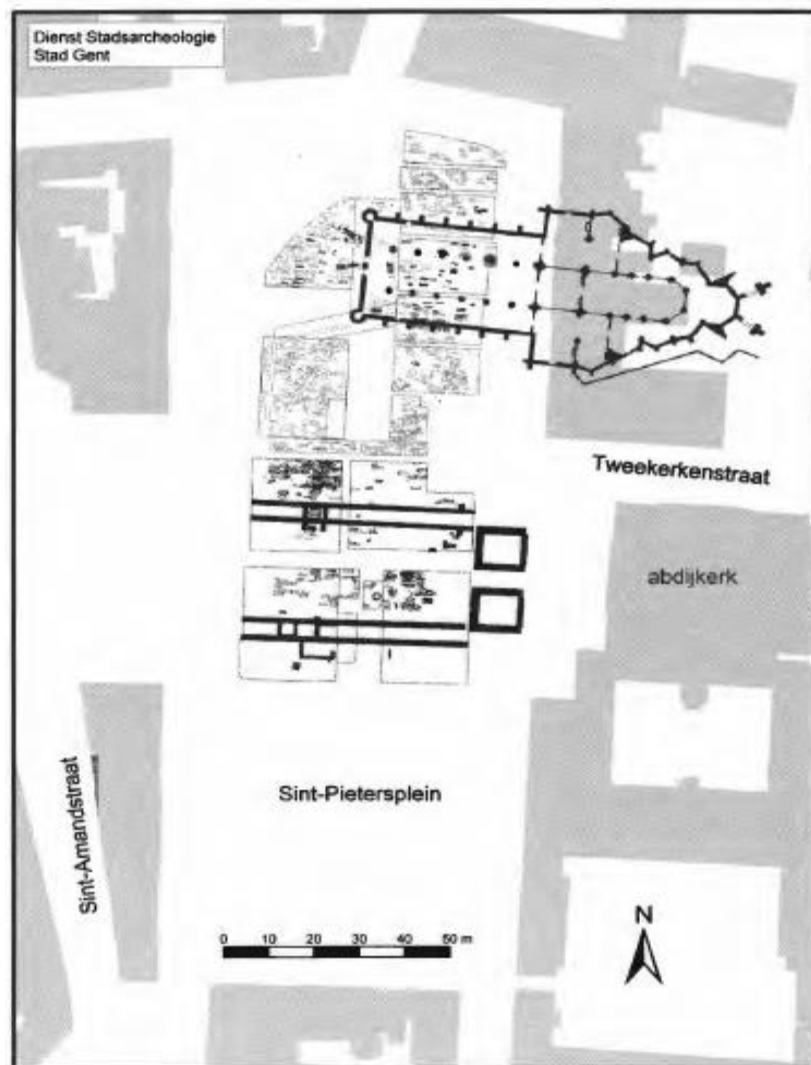 Dienst Stadsarcheologie
Stad Gent
Tweekerkenstraat
abdijkerk
Sint-Pietersplein
Sint-Amandstraat
N
0 10 20 30 40 50 m